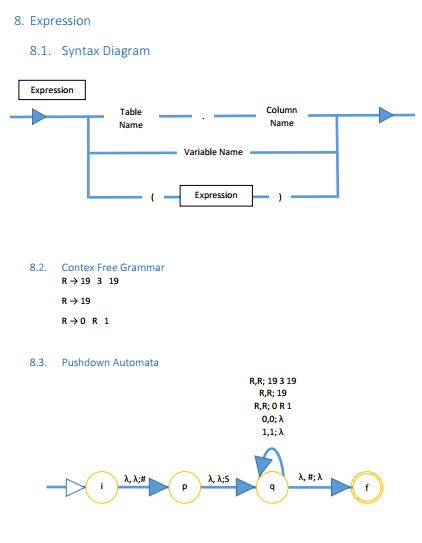 8. Expression
8.1. Syntax Diagram
Expression
Table Name . Column Name
Variable Name
( Expression )
8.2. Contex Free Grammar
R → 19 3 19
R → 19
R → 0 R 1
8.3. Pushdown Automata
R,R; 19 3 19
R,R; 19
R,R; 0 R 1
0,0; λ
1,1; λ
i λ, λ;# p λ, λ;S q λ, #; λ f